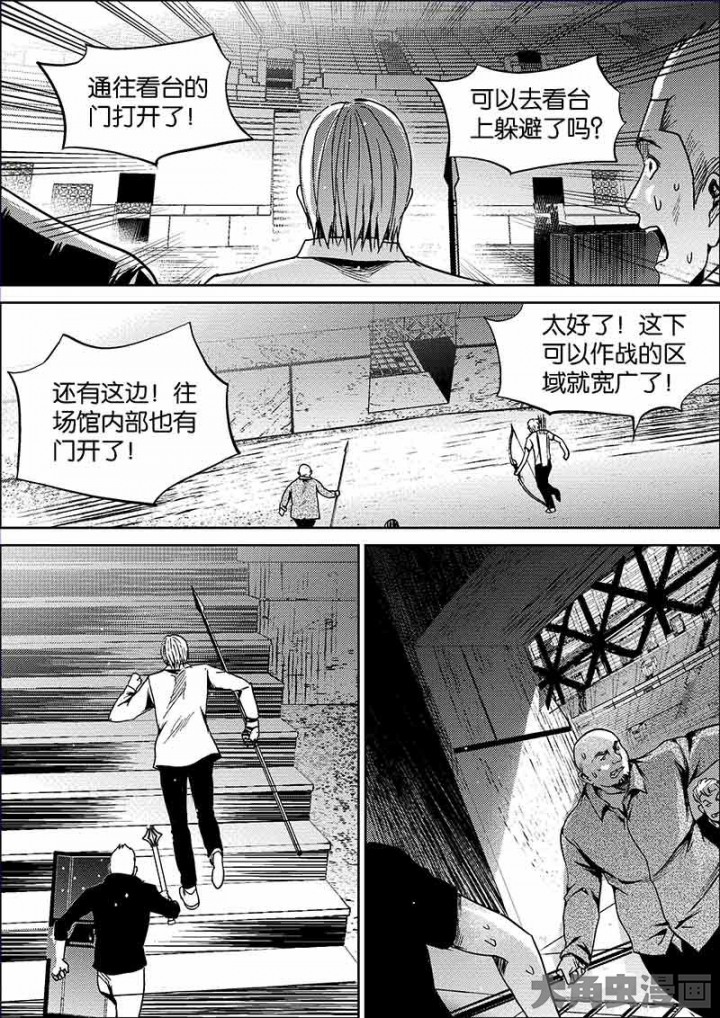 通往看台的
门打开了！
可以去看台
上躲避了吗？
太好了！这下
可以作战的区
域就宽广了！
还有这边！往
场馆内部也有
门开了！
大角虫漫画